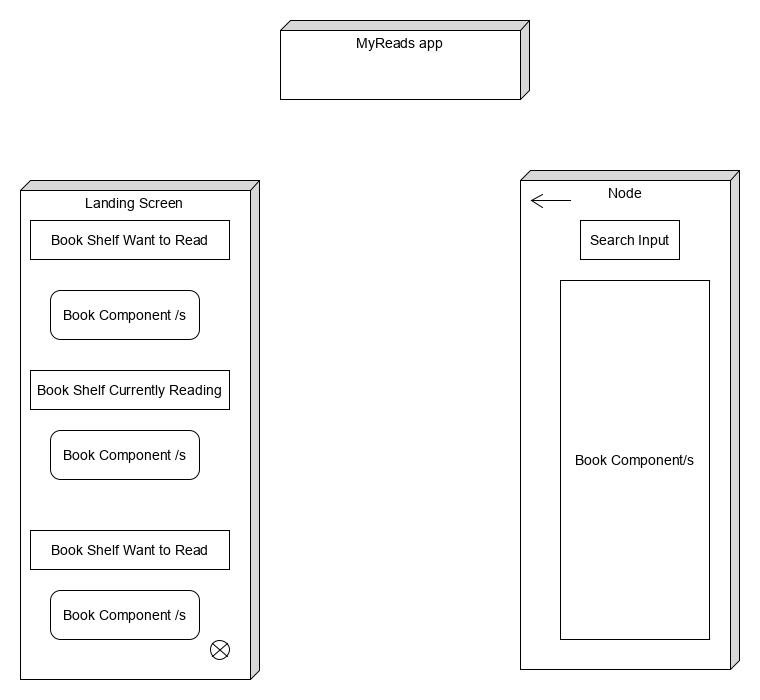 MyReads app
Landing Screen
Book Shelf Want to Read
Book Component /s
Book Shelf Currently Reading
Book Component /s
Book Shelf Want to Read
Book Component /s
Node
Search Input
Book Component/s